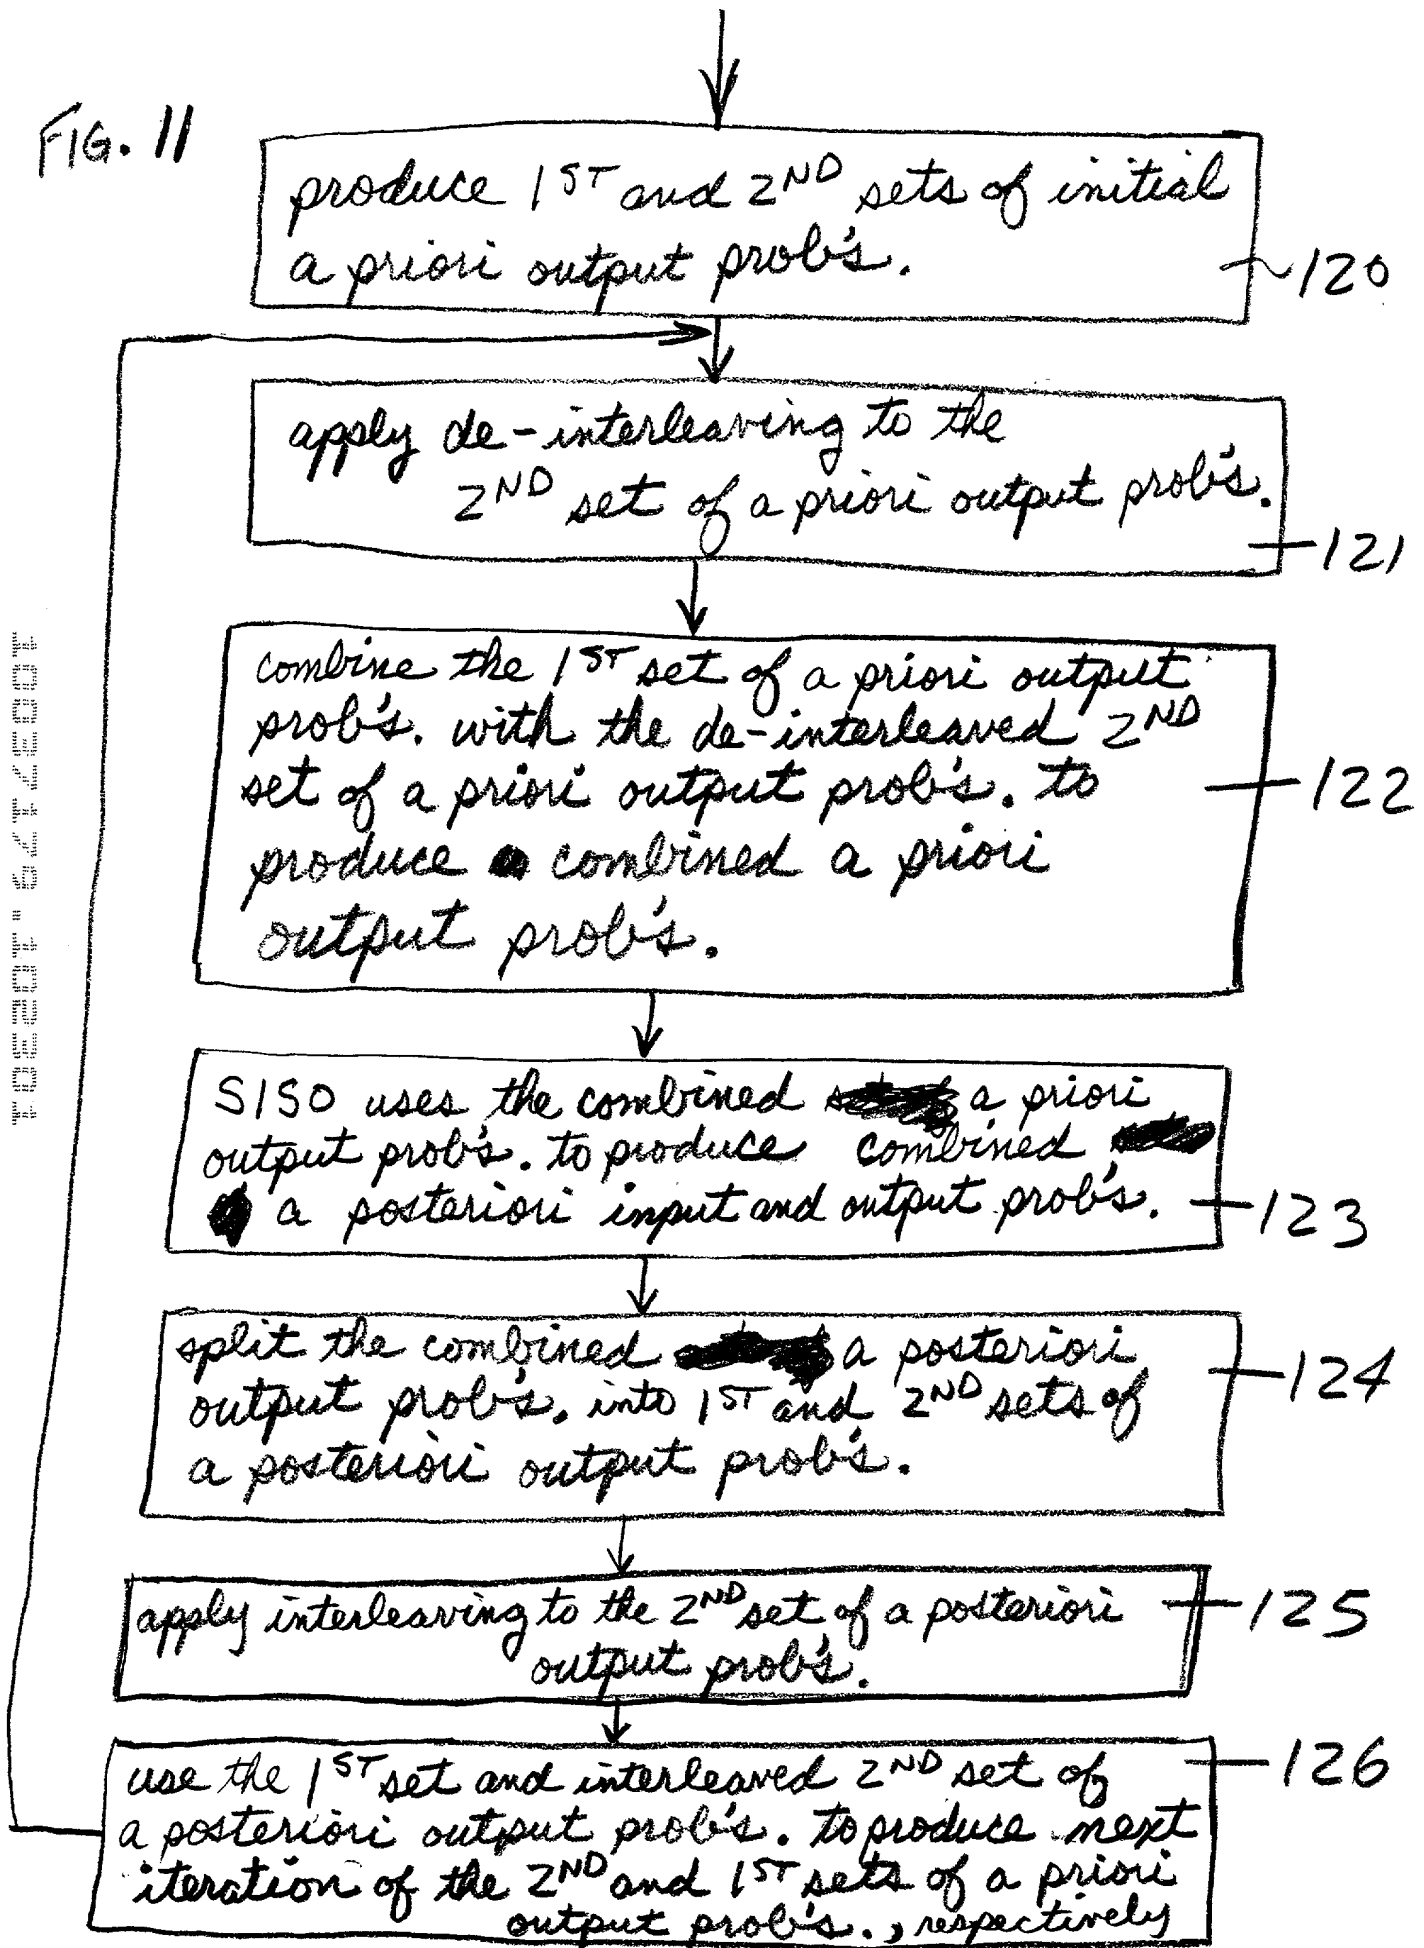 FIG. 11
produce 1ST and 2ND sets of initial
a priori output prob's.
120
apply de-interleaving to the
2ND set of a priori output prob's.
121
combine the 1ST set of a priori output
prob's. with the de-interleaved 2ND
set of a priori output prob's. to
produce combined a priori
output prob's.
122
SISO uses the combined a priori
output prob's. to produce combined
a posteriori input and output prob's.
123
split the combined a posteriori
output prob's. into 1ST and 2ND sets of
a posteriori output prob's.
124
apply interleaving to the 2ND set of a posteriori
output prob's.
125
use the 1ST set and interleaved 2ND set of
a posteriori output prob's. to produce next
iteration of the 2ND and 1ST sets of a priori
output prob's., respectively
126